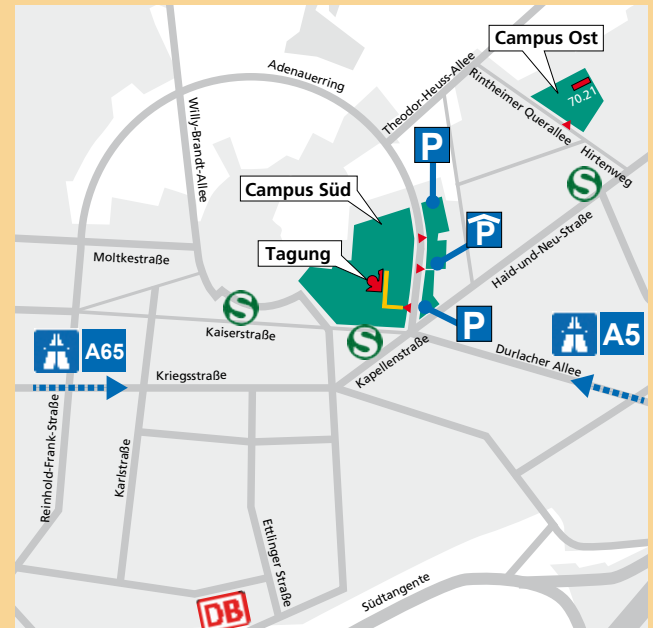 Campus Ost
Adenauerring
Theodor-Heuss-Allee
Rintheimer Querallee
70.21
Willy-Brandt-Allee
P
Hirtenweg
Campus Süd
S
P
Moltkestraße
Tagung
Haid-und-Neu-Straße
S
Kaiserstraße
P
A65
S
Kapellenstraße
A5
Durlacher Allee
Kriegsstraße
Reinhold-Frank-Straße
Karlstraße
Ettlinger Straße
Südtangente
DB